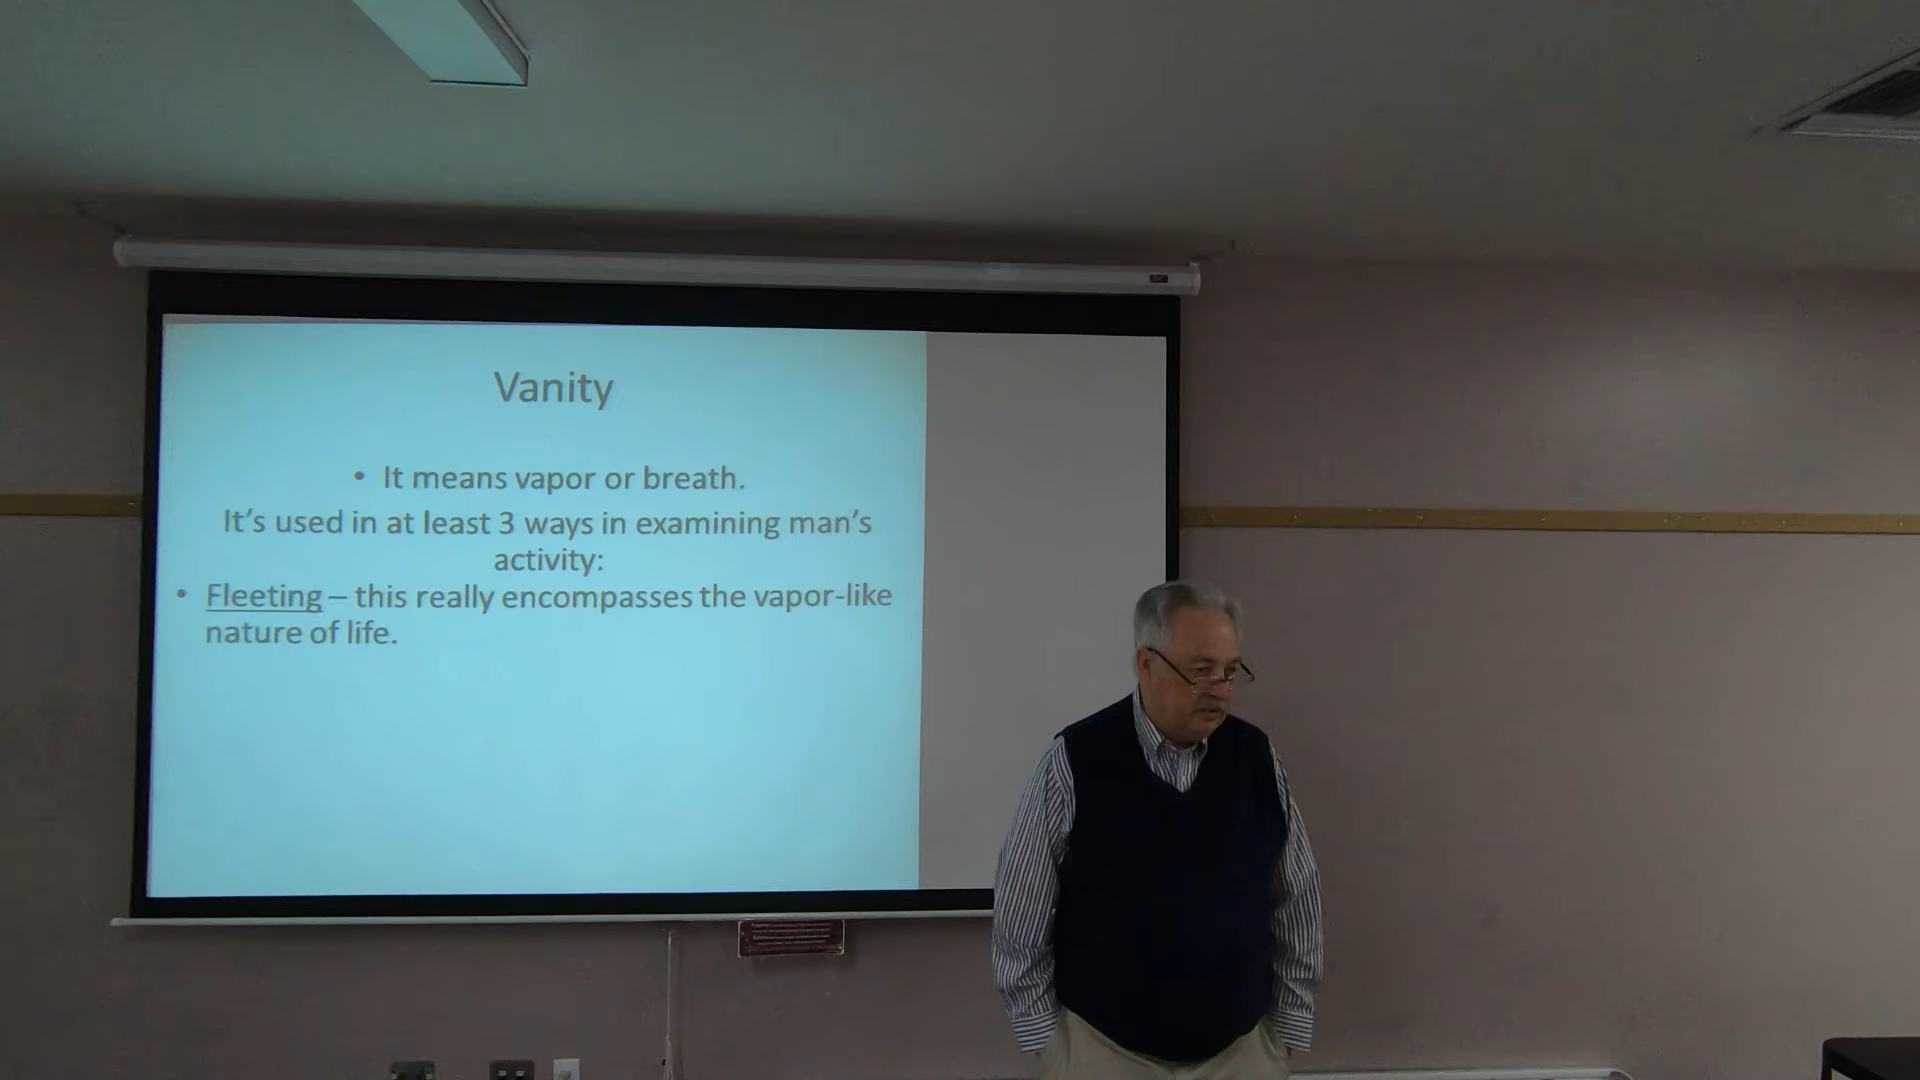 Vanity
• It means vapor or breath.
It's used in at least 3 ways in examining man's
activity:
• Fleeting – this really encompasses the vapor-like
nature of life.